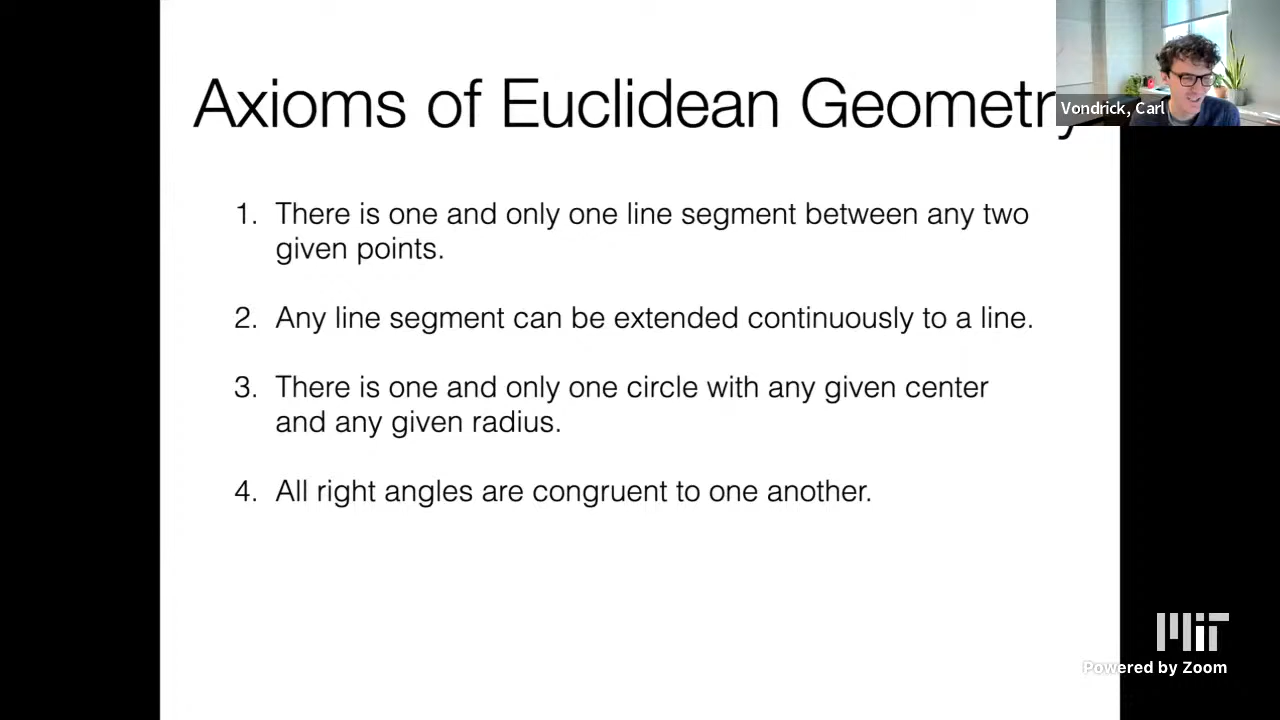 Axioms of Euclidean Geometry
Vondrick, Carl
1. There is one and only one line segment between any two
given points.
2. Any line segment can be extended continuously to a line.
3. There is one and only one circle with any given center
and any given radius.
4. All right angles are congruent to one another.
MIT
Powered by Zoom